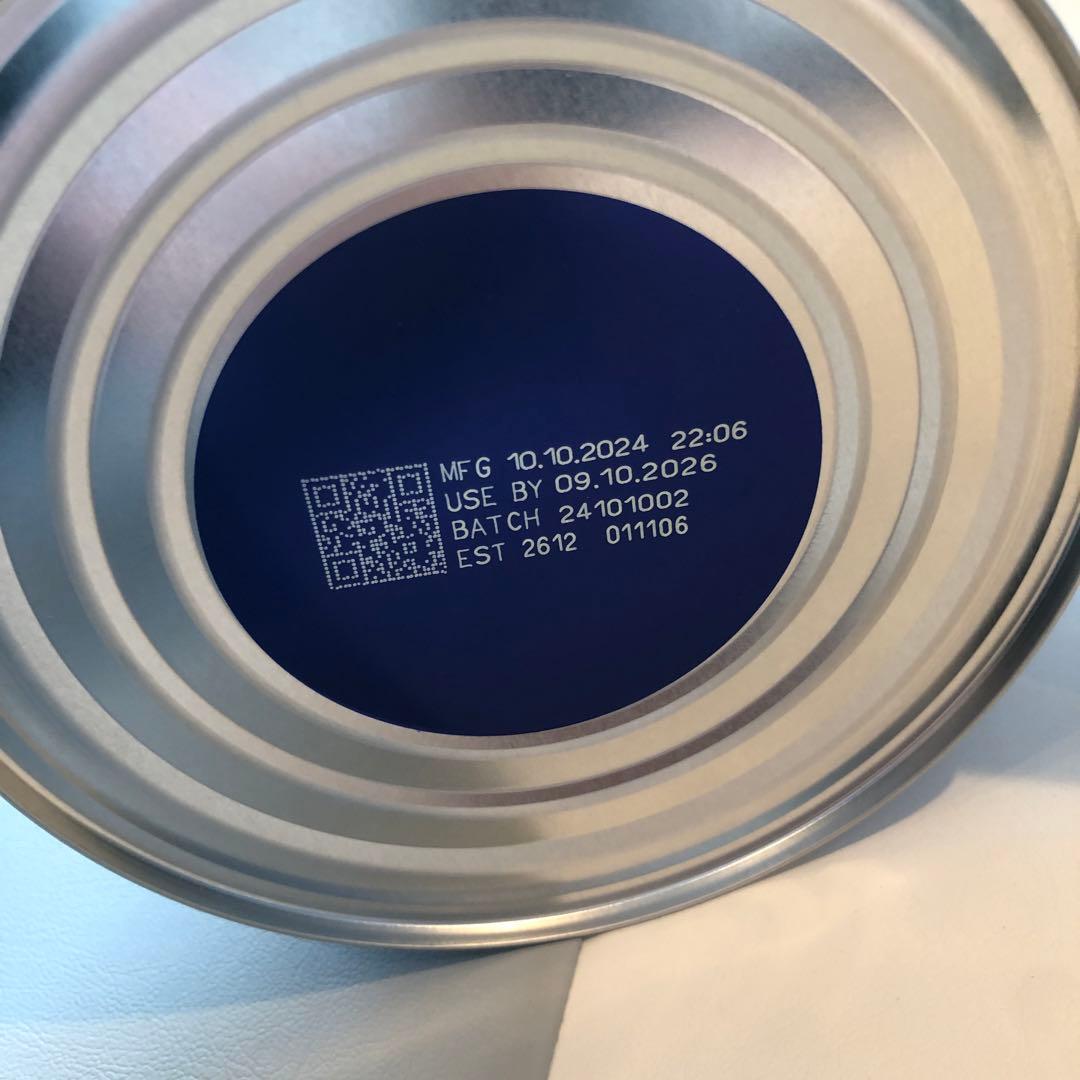 MFG 10.10.2024 22:06
USE BY 09.10.2026
BATCH 24101002
EST 2612 011106